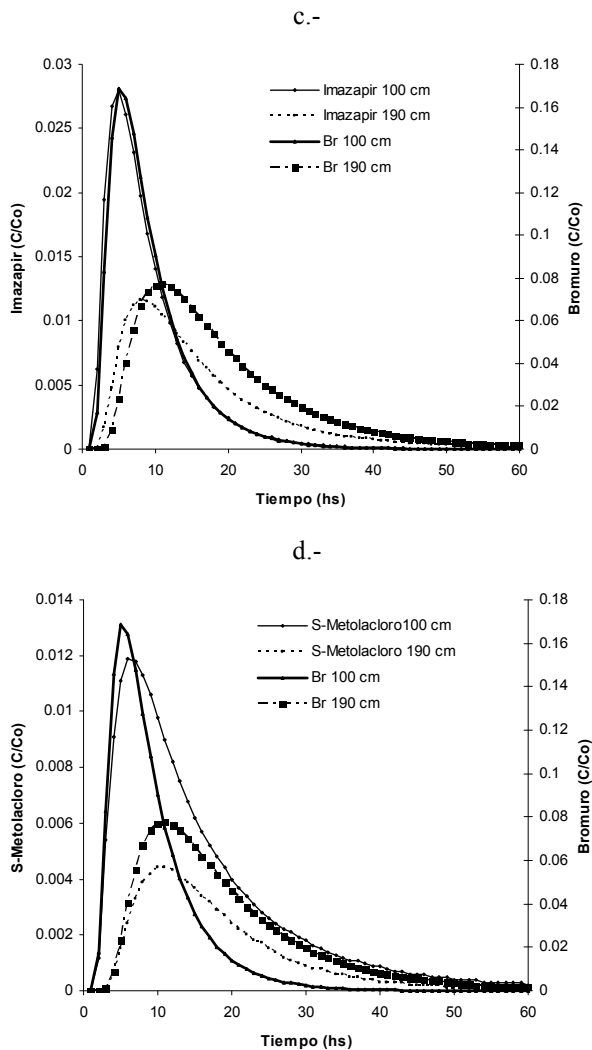 c.-
0.03
0.025
0.02
0.015
0.01
0.005
0
Imazapir (C/Co)
0.18
0.16
0.14
0.12
0.1
0.08
0.06
0.04
0.02
0
Bromuro (C/Co)
Imazapir 100 cm
Imazapir 190 cm
Br 100 cm
Br 190 cm
0 10 20 30 40 50 60
Tiempo (hs)
d.-
0.014
0.012
0.01
0.008
0.006
0.004
0.002
0
S-Metolacloro (C/Co)
0.18
0.16
0.14
0.12
0.1
0.08
0.06
0.04
0.02
0
Bromuro (C/Co)
S-Metolacloro100 cm
S-Metolacloro 190 cm
Br 100 cm
Br 190 cm
0 10 20 30 40 50 60
Tiempo (hs)